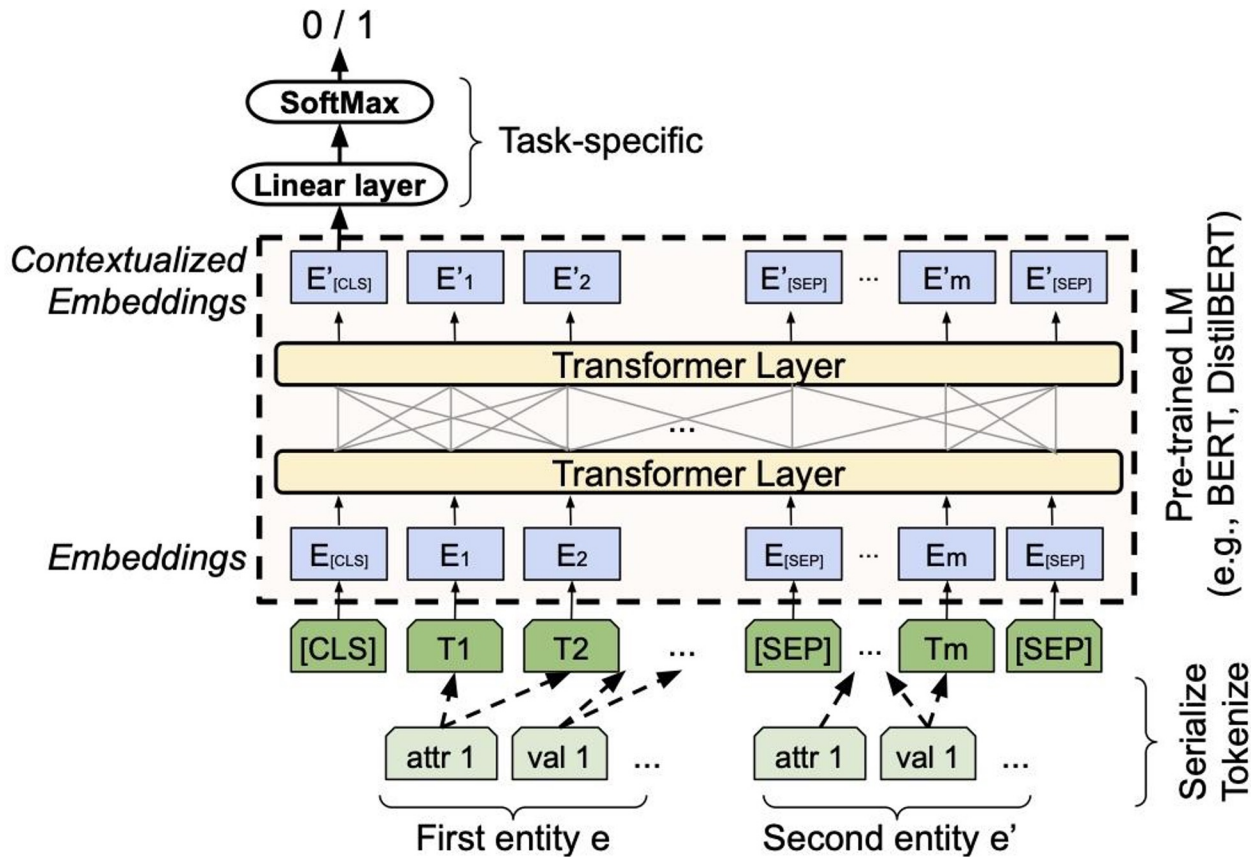 0 / 1
SoftMax
Task-specific
Linear layer
Contextualized
Embeddings
E'[CLS] E'1 E'2 E'[SEP] ... E'm E'[SEP]
Transformer Layer
...
Transformer Layer
Embeddings
E[CLS] E1 E2 E[SEP] ... Em E[SEP]
Pre-trained LM
(e.g., BERT, DistilBERT)
[CLS] T1 T2 ... [SEP] ... Tm [SEP]
attr 1 val 1 ... attr 1 val 1 ...
Serialize
Tokenize
First entity e Second entity e'